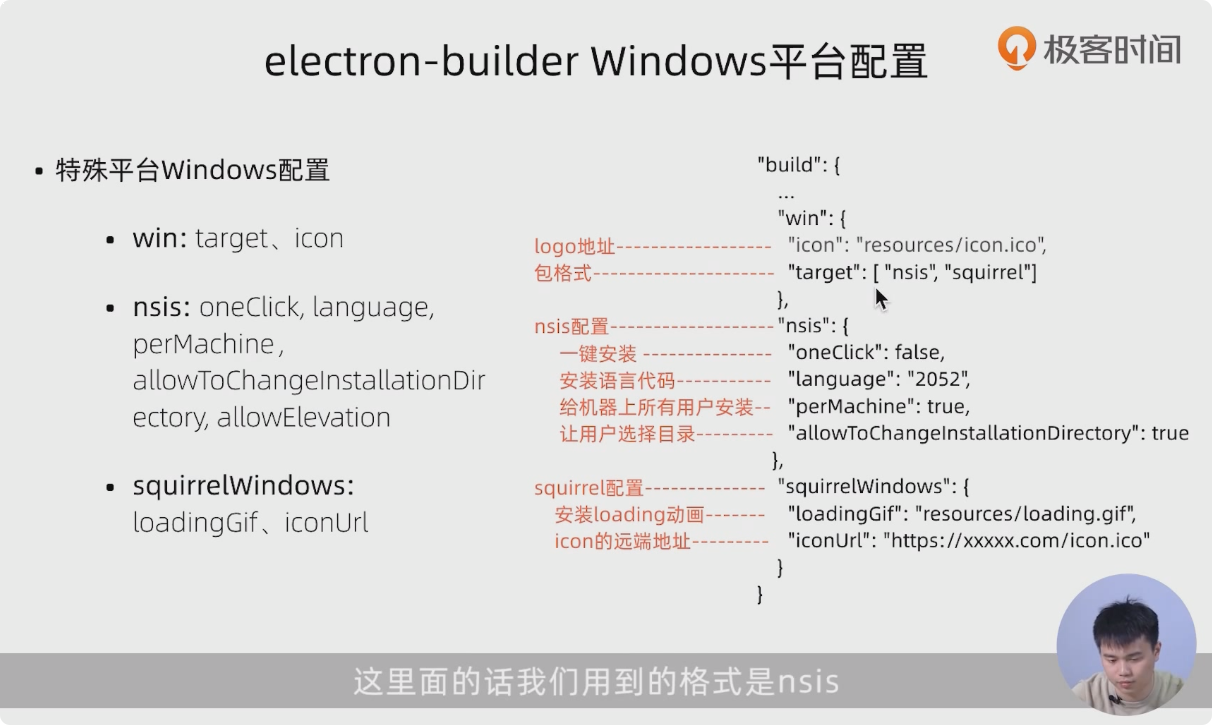 electron-builder Windows平台配置
极客时间
• 特殊平台Windows配置
• win: target、icon
• nsis: oneClick, language,
perMachine,
allowToChangeInstallationDir
ectory, allowElevation
• squirrelWindows:
loadingGif、iconUrl
"build": {
...
"win": {
logo地址------------------ "icon": "resources/icon.ico",
包格式--------------------- "target": [ "nsis", "squirrel"]
},
nsis配置-------------------"nsis": {
一键安装 --------------- "oneClick": false,
安装语言代码----------- "language": "2052",
给机器上所有用户安装-- "perMachine": true,
让用户选择目录--------- "allowToChangeInstallationDirectory": true
},
squirrel配置-------------- "squirrelWindows": {
安装loading动画------- "loadingGif": "resources/loading.gif",
icon的远端地址--------- "iconUrl": "https://xxxxx.com/icon.ico"
}
}
这里面的话我们用到的格式是nsis